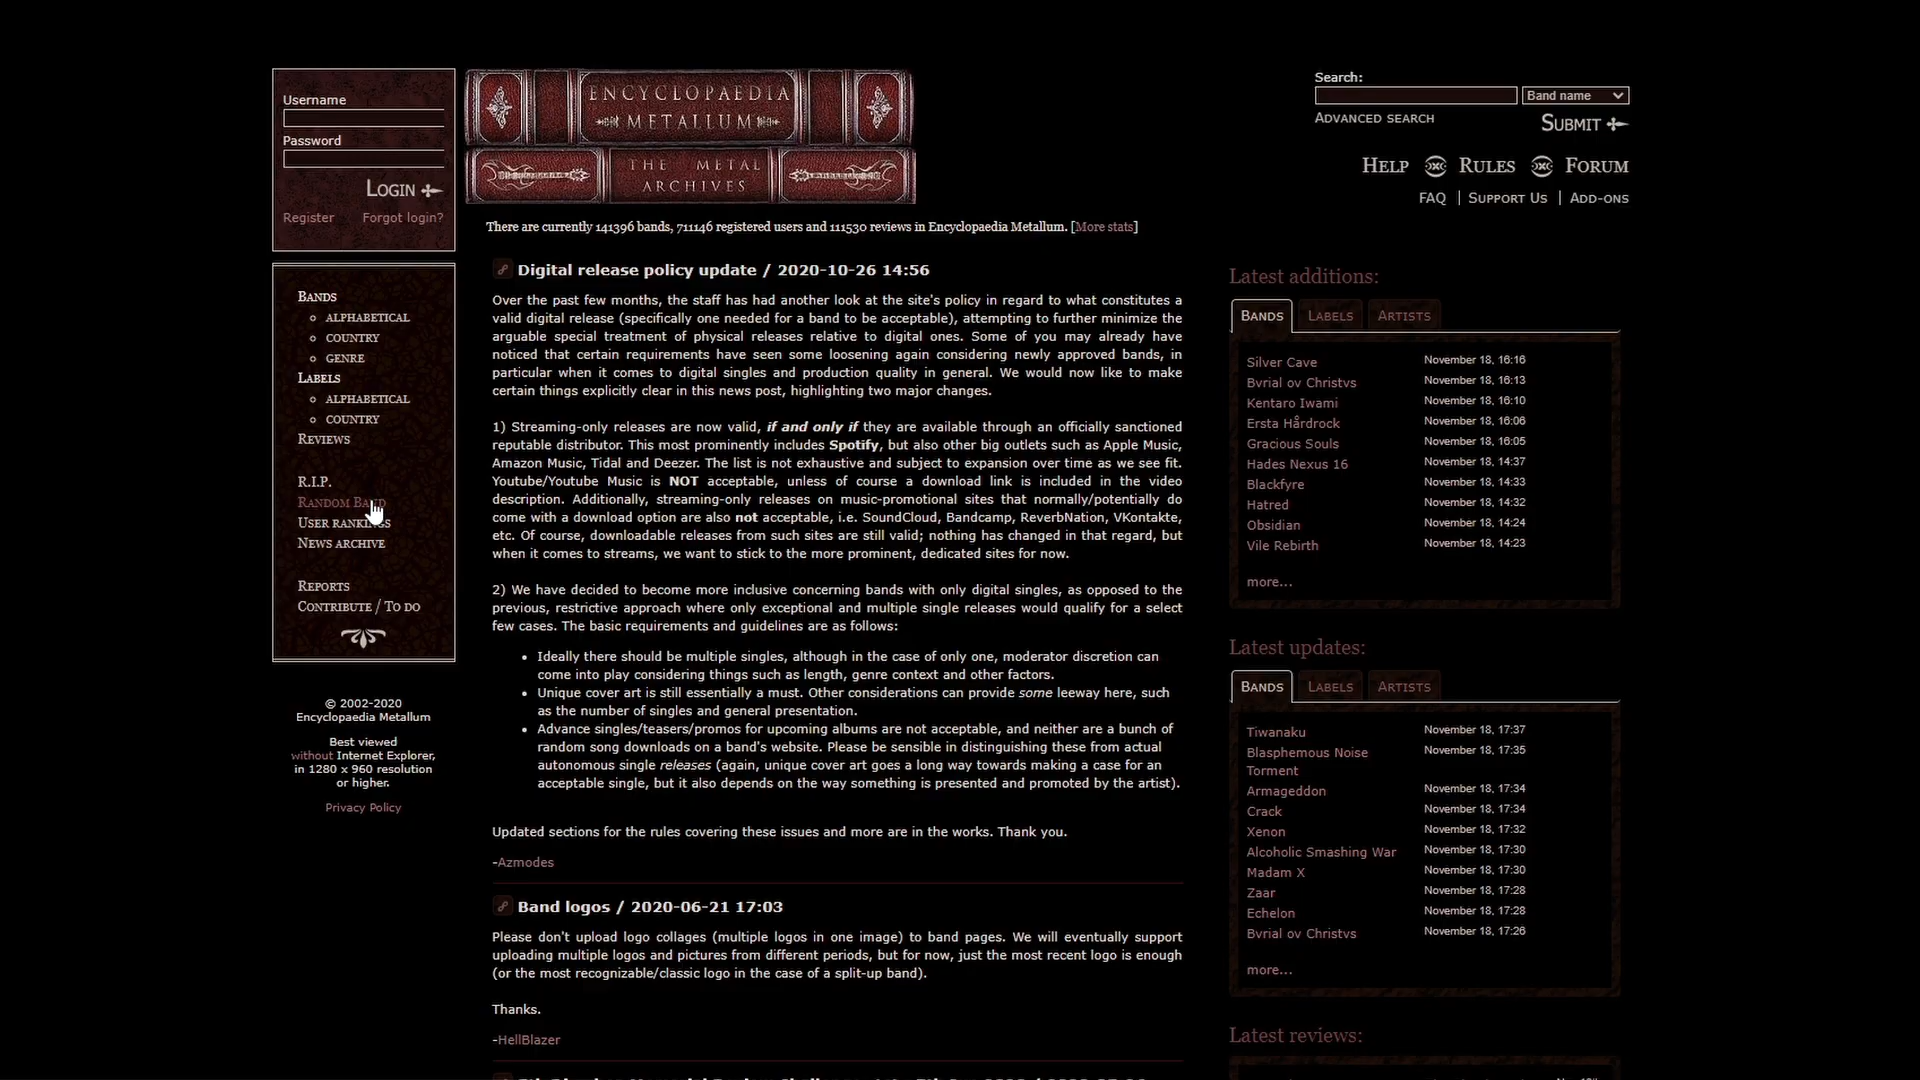 Username
Password
LOGIN
Register Forgot login?
ENCYCLOPAEDIA
METALLUM
THE METAL
ARCHIVES
Search:
Band name
ADVANCED SEARCH
SUBMIT
HELP RULES FORUM
FAQ | SUPPORT US | ADD-ONS
There are currently 141396 bands, 711146 registered users and 111530 reviews in Encyclopaedia Metallum. [More stats]
BANDS
ALPHABETICAL
COUNTRY
GENRE
LABELS
ALPHABETICAL
COUNTRY
REVIEWS
R.I.P.
RANDOM BAND
USER RANKINGS
NEWS ARCHIVE
REPORTS
CONTRIBUTE / TO DO
© 2002-2020
Encyclopaedia Metallum
Best viewed
without Internet Explorer,
in 1280 x 960 resolution
or higher.
Privacy Policy
Digital release policy update / 2020-10-26 14:56
Over the past few months, the staff has had another look at the site's policy in regard to what constitutes a
valid digital release (specifically one needed for a band to be acceptable), attempting to further minimize the
arguable special treatment of physical releases relative to digital ones. Some of you may already have
noticed that certain requirements have seen some loosening again considering newly approved bands, in
particular when it comes to digital singles and production quality in general. We would now like to make
certain things explicitly clear in this news post, highlighting two major changes.
1) Streaming-only releases are now valid, if and only if they are available through an officially sanctioned
reputable distributor. This most prominently includes Spotify, but also other big outlets such as Apple Music,
Amazon Music, Tidal and Deezer. The list is not exhaustive and subject to expansion over time as we see fit.
Youtube/Youtube Music is NOT acceptable, unless of course a download link is included in the video
description. Additionally, streaming-only releases on music-promotional sites that normally/potentially do
come with a download option are also not acceptable, i.e. SoundCloud, Bandcamp, ReverbNation, VKontakte,
etc. Of course, downloadable releases from such sites are still valid; nothing has changed in that regard, but
when it comes to streams, we want to stick to the more prominent, dedicated sites for now.
2) We have decided to become more inclusive concerning bands with only digital singles, as opposed to the
previous, restrictive approach where only exceptional and multiple single releases would qualify for a select
few cases. The basic requirements and guidelines are as follows:
Ideally there should be multiple singles, although in the case of only one, moderator discretion can
come into play considering things such as length, genre context and other factors.
Unique cover art is still essentially a must. Other considerations can provide some leeway here, such
as the number of singles and general presentation.
Advance singles/teasers/promos for upcoming albums are not acceptable, and neither are a bunch of
random song downloads on a band's website. Please be sensible in distinguishing these from actual
autonomous single releases (again, unique cover art goes a long way towards making a case for an
acceptable single, but it also depends on the way something is presented and promoted by the artist).
Updated sections for the rules covering these issues and more are in the works. Thank you.
-Azmodes
Band logos / 2020-06-21 17:03
Please don't upload logo collages (multiple logos in one image) to band pages. We will eventually support
uploading multiple logos and pictures from different periods, but for now, just the most recent logo is enough
(or the most recognizable/classic logo in the case of a split-up band).
Thanks.
-HellBlazer
Latest additions:
BANDS LABELS ARTISTS
Silver Cave November 18, 16:16
Bvrial ov Christvs November 18, 16:13
Kentaro Iwami November 18, 16:10
Ersta Hårdrock November 18, 16:06
Gracious Souls November 18, 16:05
Hades Nexus 16 November 18, 14:37
Blackfyre November 18, 14:33
Hatred November 18, 14:32
Obsidian November 18, 14:24
Vile Rebirth November 18, 14:23
more...
Latest updates:
BANDS LABELS ARTISTS
Tiwanaku November 18, 17:37
Blasphemous Noise November 18, 17:35
Torment
Armageddon November 18, 17:34
Crack November 18, 17:34
Xenon November 18, 17:32
Alcoholic Smashing War November 18, 17:30
Madam X November 18, 17:30
Zaar November 18, 17:28
Echelon November 18, 17:28
Bvrial ov Christvs November 18, 17:26
more...
Latest reviews: